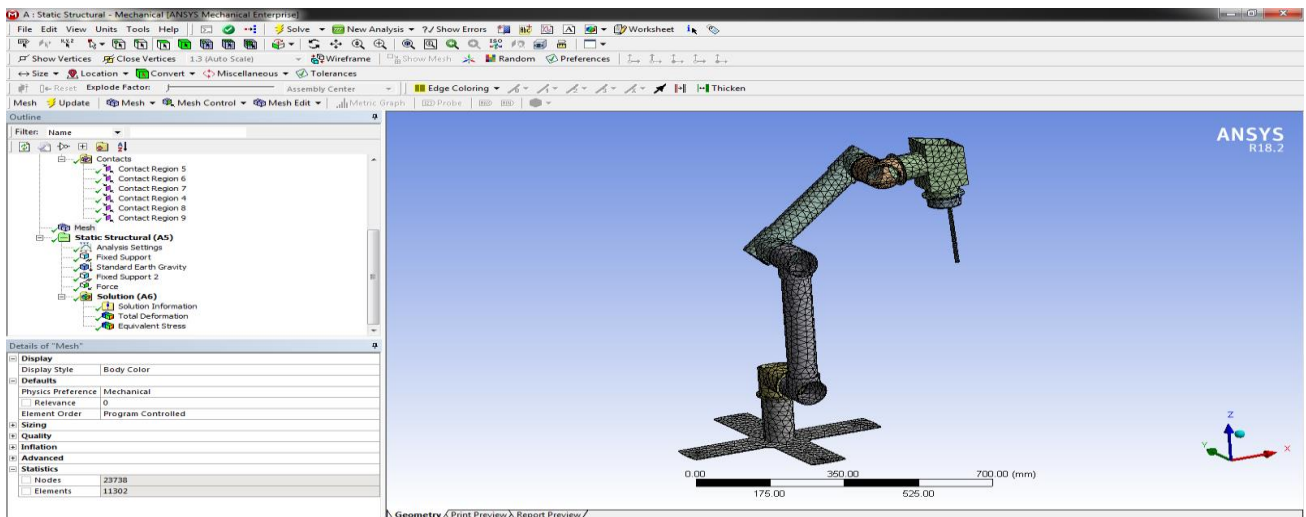 A : Static Structural - Mechanical [ANSYS Mechanical Enterprise]
File Edit View Units Tools Help Solve New Analysis ?/ Show Errors Worksheet
Show Vertices Close Vertices 1.3 (Auto Scale) Wireframe Show Mesh Random Preferences
Size Location Convert Miscellaneous Tolerances
Reset Explode Factor: Assembly Center Edge Coloring Thicken
Mesh Update Mesh Mesh Control Mesh Edit Metric Graph Probe
Outline
Filter: Name
Contacts
Contact Region 5
Contact Region 6
Contact Region 7
Contact Region 4
Contact Region 8
Contact Region 9
Mesh
Static Structural (A5)
Analysis Settings
Fixed Support
Standard Earth Gravity
Fixed Support 2
Force
Solution (A6)
Solution Information
Total Deformation
Equivalent Stress
Details of "Mesh"
Display
Display Style Body Color
Defaults
Physics Preference Mechanical
Relevance 0
Element Order Program Controlled
Sizing
Quality
Inflation
Advanced
Statistics
Nodes 23738
Elements 11302
ANSYS
R18.2
Z
Y
X
0.00 350.00 700.00 (mm)
175.00 525.00
Geometry Print Preview Report Preview